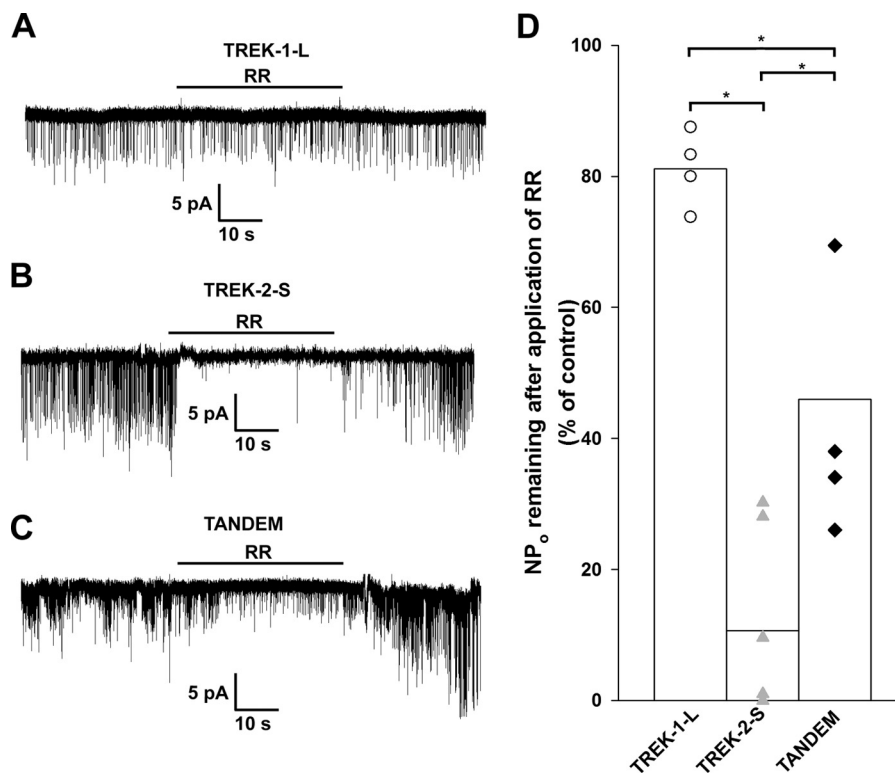 A
TREK-1-L
RR
5 pA
10 s
B
TREK-2-S
RR
5 pA
10 s
C
TANDEM
RR
5 pA
10 s
D
NPo remaining after application of RR
(% of control)
100
80
60
40
20
0
*
*
*
TREK-1-L
TREK-2-S
TANDEM